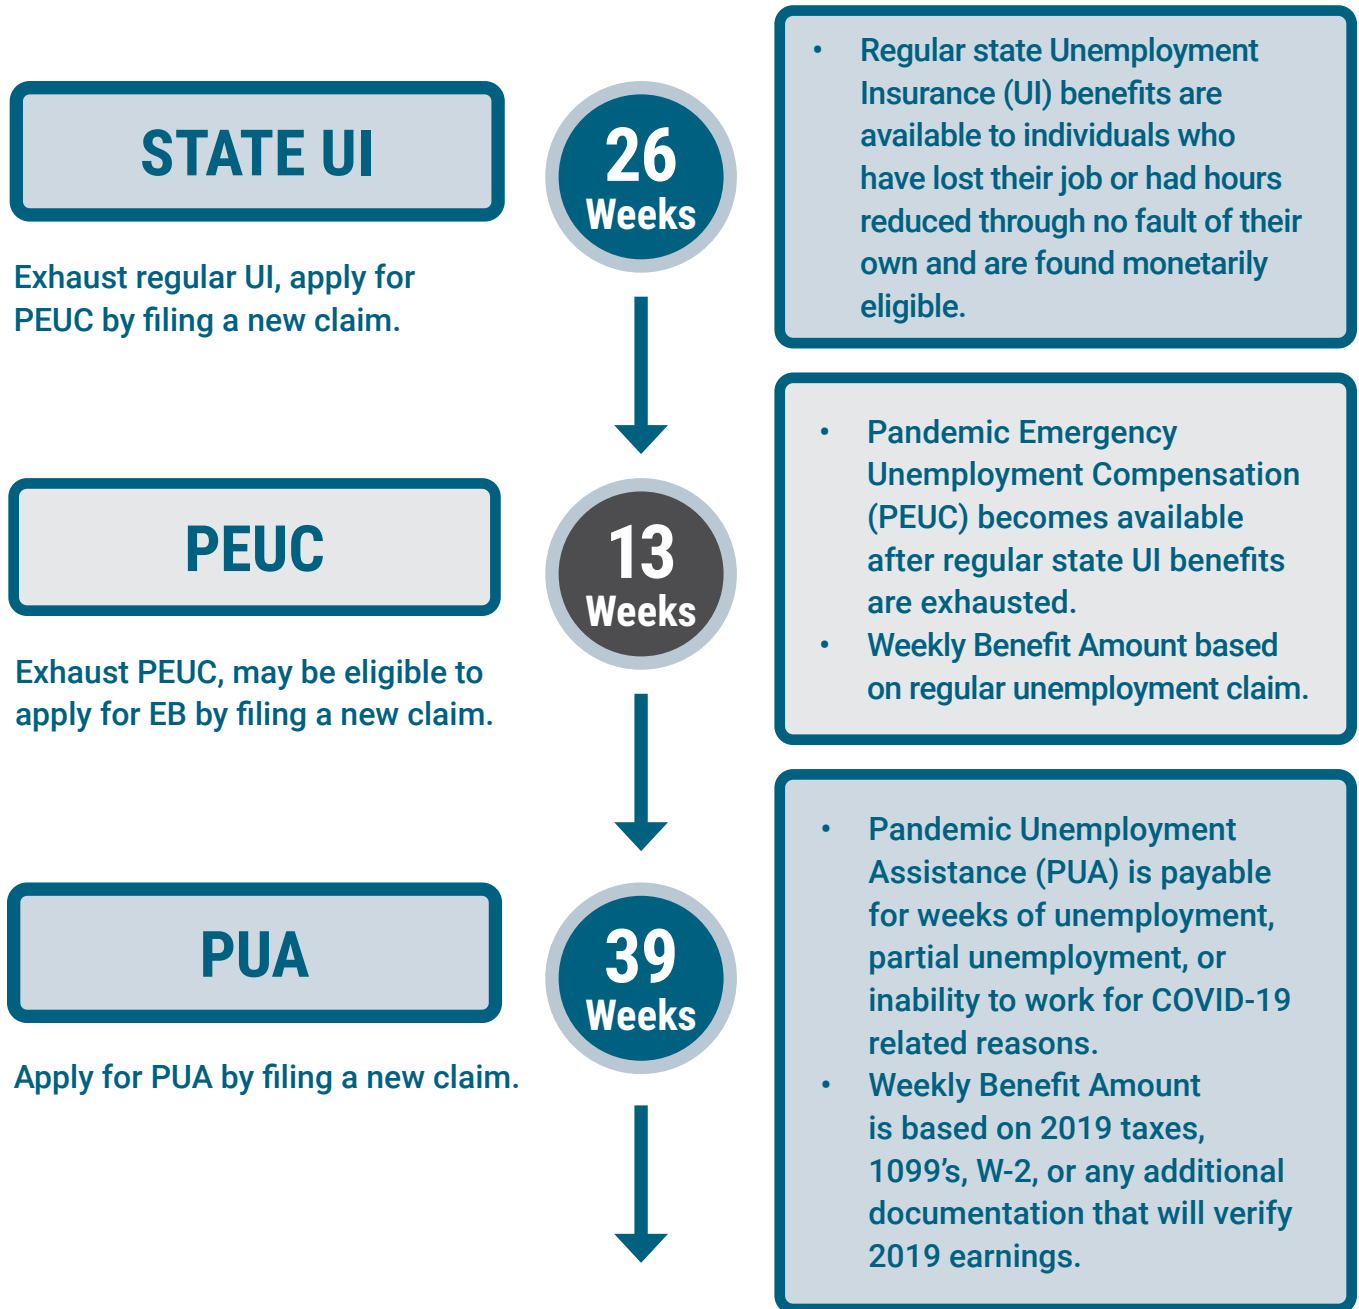 STATE UI
26
Weeks
• Regular state Unemployment
Insurance (UI) benefits are
available to individuals who
have lost their job or had hours
reduced through no fault of their
own and are found monetarily
eligible.
Exhaust regular UI, apply for
PEUC by filing a new claim.
PEUC
13
Weeks
• Pandemic Emergency
Unemployment Compensation
(PEUC) becomes available
after regular state UI benefits
are exhausted.
• Weekly Benefit Amount based
on regular unemployment claim.
Exhaust PEUC, may be eligible to
apply for EB by filing a new claim.
PUA
39
Weeks
• Pandemic Unemployment
Assistance (PUA) is payable
for weeks of unemployment,
partial unemployment, or
inability to work for COVID-19
related reasons.
• Weekly Benefit Amount
is based on 2019 taxes,
1099’s, W-2, or any additional
documentation that will verify
2019 earnings.
Apply for PUA by filing a new claim.